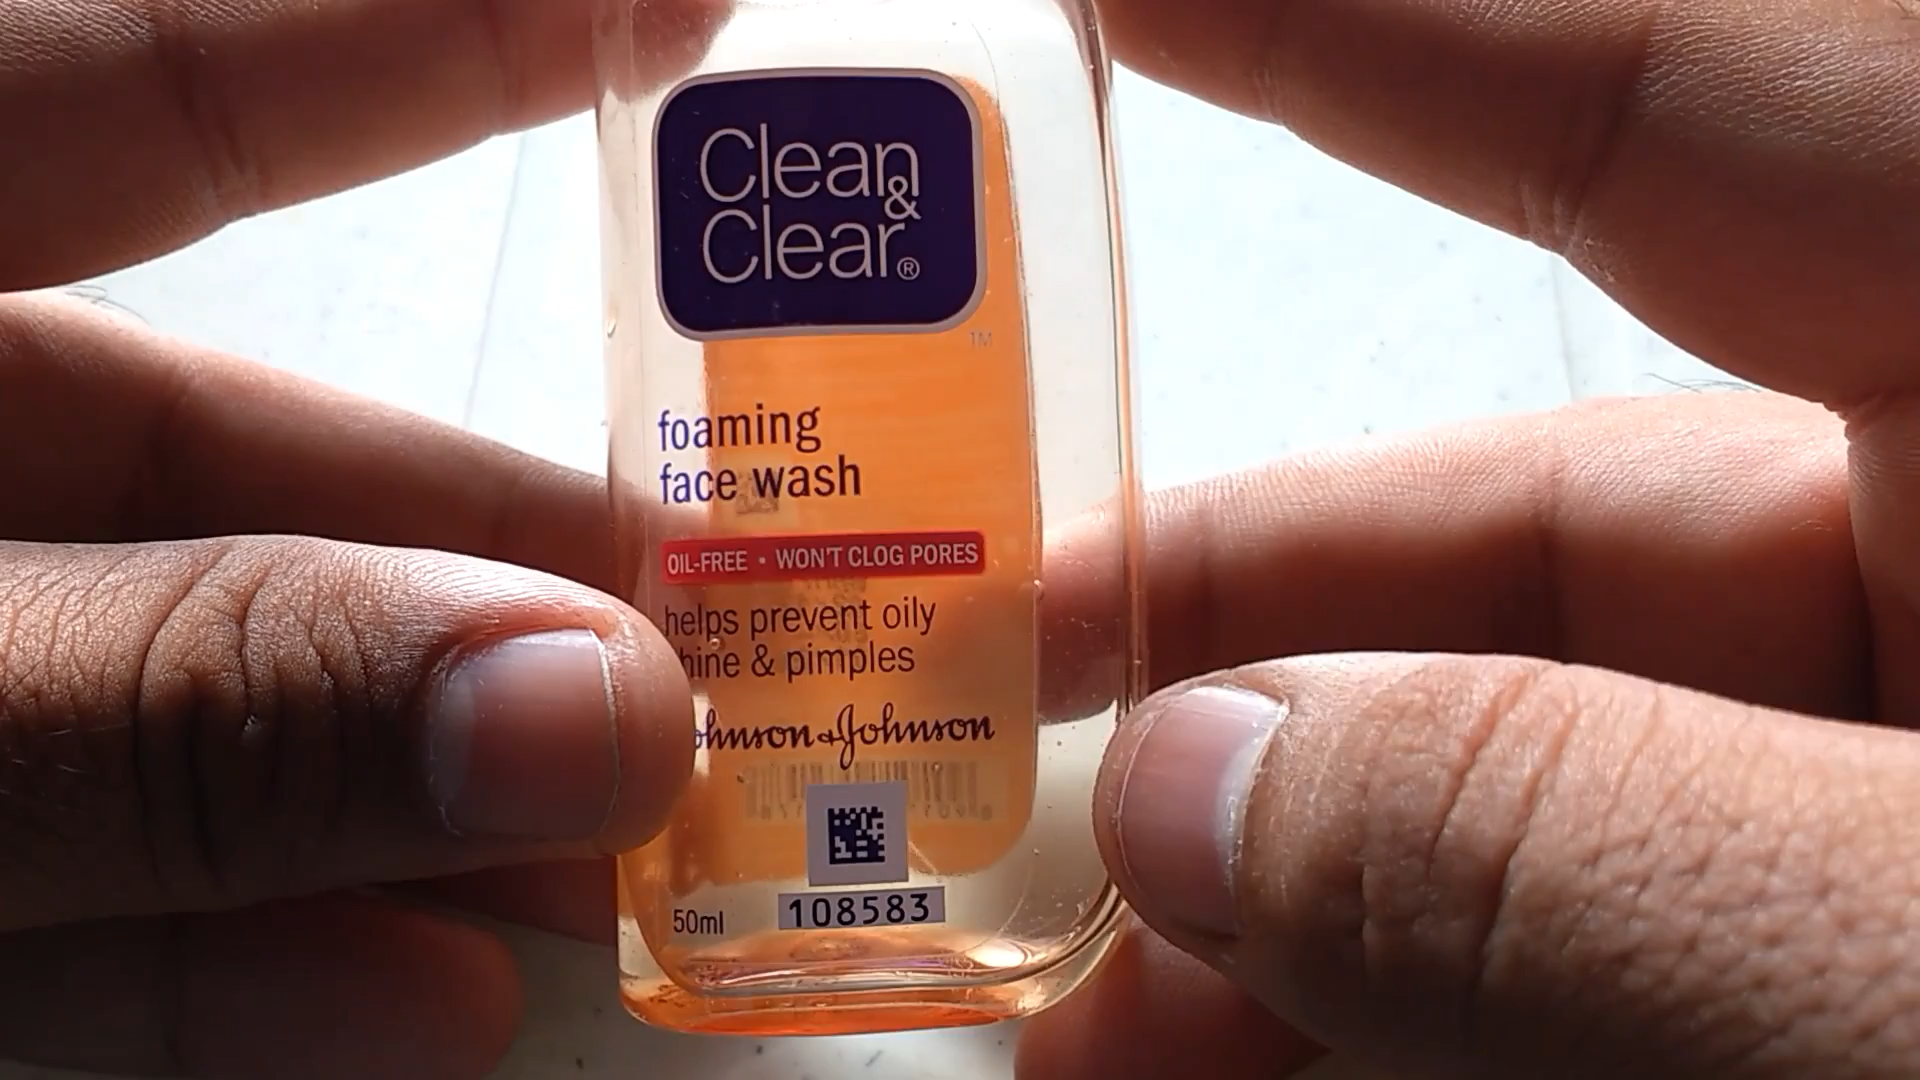 Clean
&
Clear®
TM
foaming
face wash
OIL-FREE • WON'T CLOG PORES
helps prevent oily
hine & pimples
ohnson & Johnson
50ml
108583